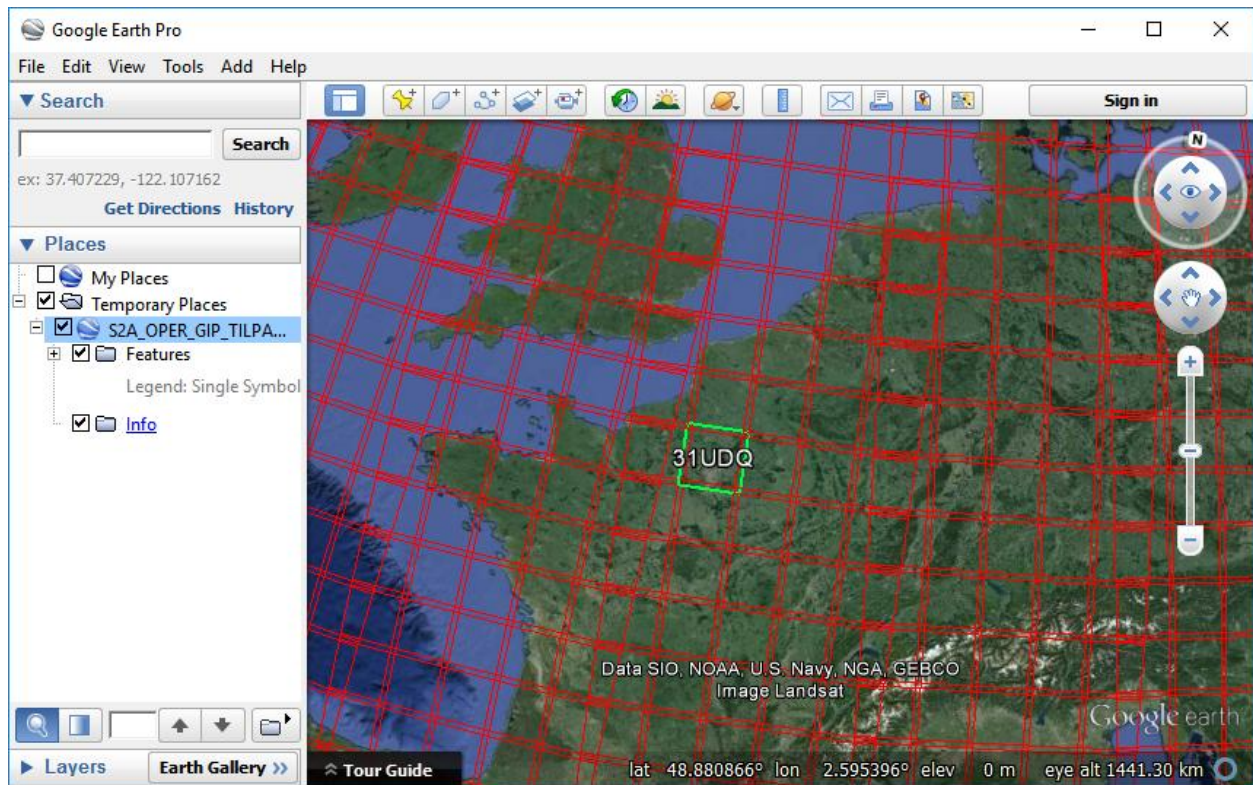 Google Earth Pro
File Edit View Tools Add Help
Search
Search
ex: 37.407229, -122.107162
Get Directions History
Places
My Places
Temporary Places
S2A_OPER_GIP_TILPA...
Features
Legend: Single Symbol
Info
Layers
Earth Gallery »
Sign in
N
31UDQ
Data SIO, NOAA, U.S. Navy, NGA, GEBCO
Image Landsat
Google earth
Tour Guide
lat 48.880866° lon 2.595396° elev 0 m eye alt 1441.30 km